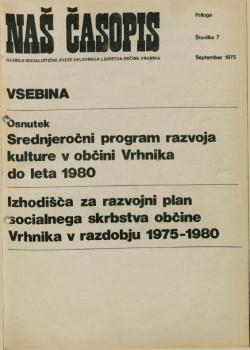 NAŠ ČASOPIS
GLASILO SOCIALISTIČNE ZVEZE DELOVNEGA LJUDSTVA OBČINE VRHNIKA
Priloga
Številka 7
September 1975
VSEBINA
Osnutek
Srednjeročni program razvoja
kulture v občini Vrhnika
do leta 1980
Izhodišča za razvojni plan
socialnega skrbstva občine
Vrhnika v razdobju 1975-1980